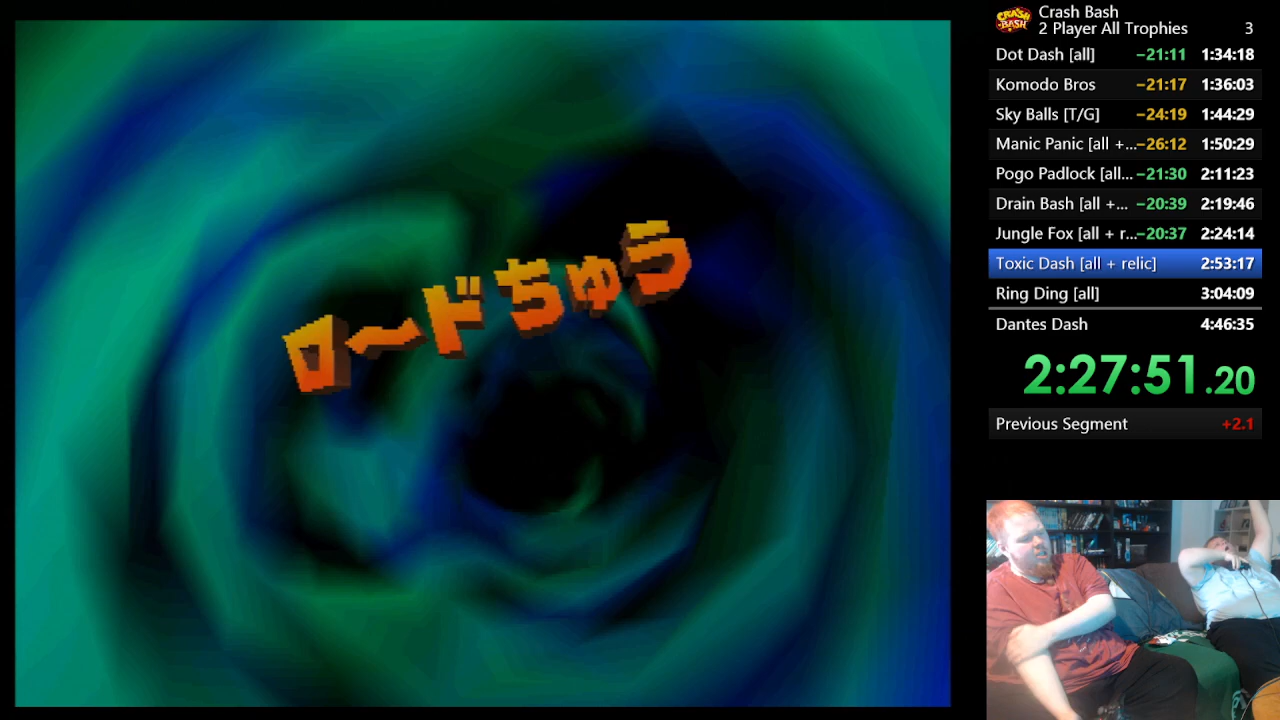 ロードちゅう
CRASH BASH
Crash Bash
2 Player All Trophies 3
Dot Dash [all] −21:11 1:34:18
Komodo Bros −21:17 1:36:03
Sky Balls [T/G] −24:19 1:44:29
Manic Panic [all +... −26:12 1:50:29
Pogo Padlock [all... −21:30 2:11:23
Drain Bash [all +... −20:39 2:19:46
Jungle Fox [all + r... −20:37 2:24:14
Toxic Dash [all + relic] 2:53:17
Ring Ding [all] 3:04:09
Dantes Dash 4:46:35
2:27:51.20
Previous Segment +2.1